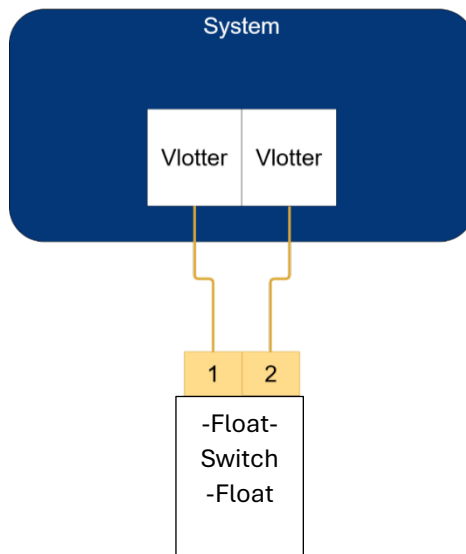 System
Vlotter Vlotter
1 2
-Float-
Switch
-Float